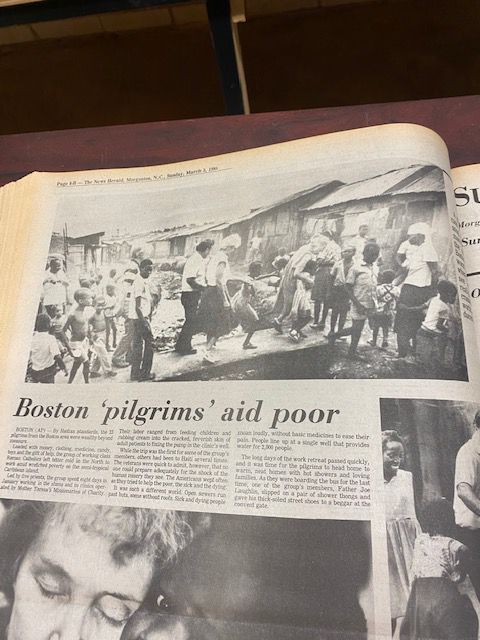 Page 8-B — The News Herald, Morganton, N.C., Sunday, March 3,
Su
Morg
Sun
Boston 'pilgrims' aid poor
BOSTON (AP) — By Haitian standards, the 23
pilgrims from the Boston area were wealthy beyond
measure.
Loaded with money, clothing, medicine, candy,
toys and the gift of help, the group of working class
Roman Catholics left bitter cold in the North to
work amid wretched poverty on the semi-tropical
Caribbean island.
Led by five priests, the group spent eight days in
January working in the slums and in clinics oper-
ated by Mother Teresa's Missionaries of Charity.
Their labor ranged from feeding children and
rubbing cream into the cracked, feverish skin of
adult patients to fixing the pump in the clinic's well.
While the trip was the first for some of the group's
members, others had been to Haiti several times.
The veterans were quick to admit, however, that no
one could prepare adequately for the shock of the
human misery they saw. The Americans wept often
as they tried to help the poor, the sick and the dying.
It was such a different world. Open sewers run
past huts, some without roofs. Sick and dying people
moan loudly, without basic medicines to ease their
pain. People line up at a single well that provides
water for 2,000 people.
The long days of the work retreat passed quickly,
and it was time for the pilgrims to head home to
warm, neat homes with hot showers and loving
families. As they were boarding the bus for the last
time, one of the group's members, Father Joe
Laughlin, slipped on a pair of shower thongs and
gave his thick-soled street shoes to a beggar at the
convent gate.